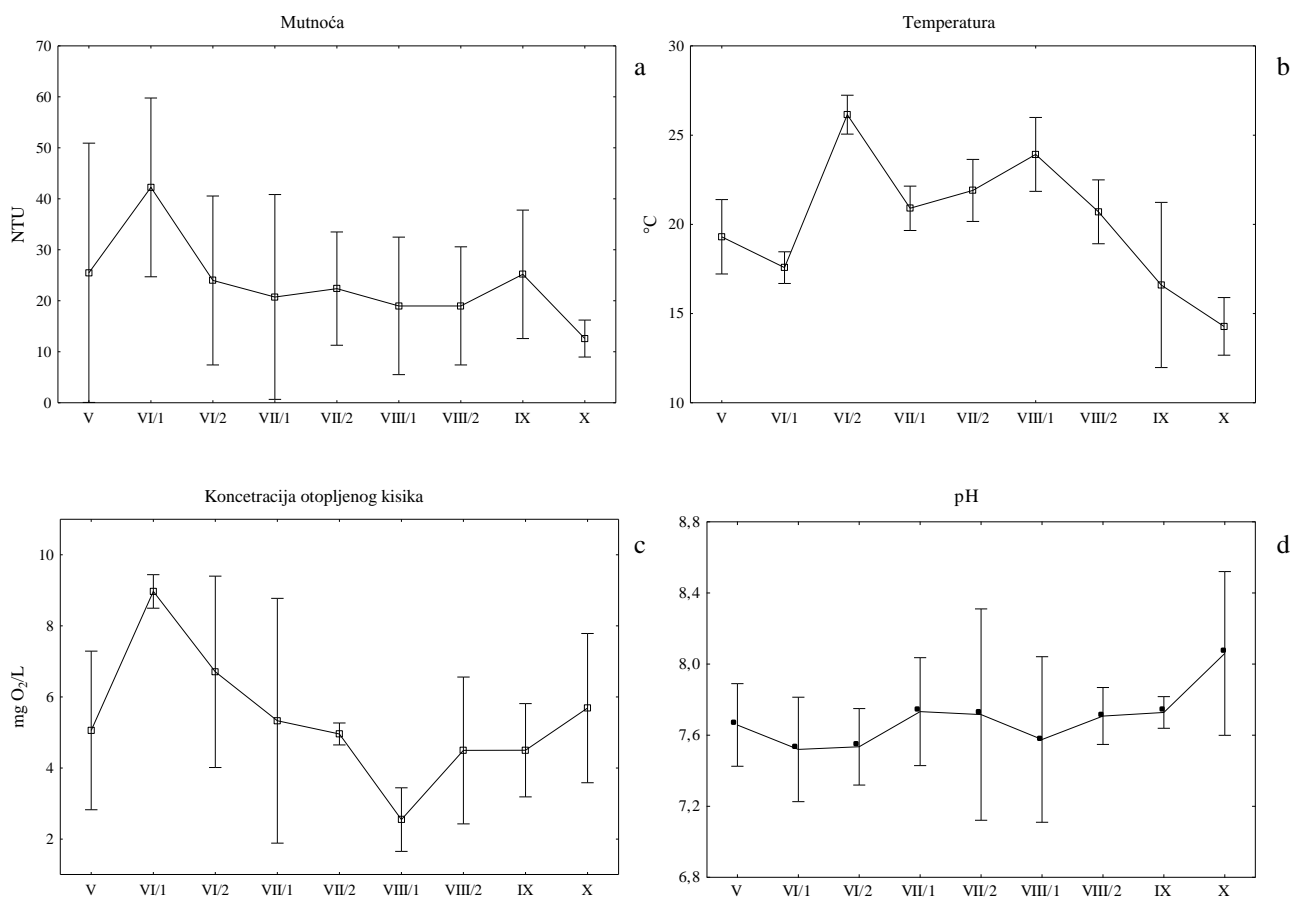 Mutnoća
70
60
50
40
30
20
10
0
NTU
V VI/1 VI/2 VII/1 VII/2 VIII/1 VIII/2 IX X
a
Temperatura
30
25
20
15
10
°C
V VI/1 VI/2 VII/1 VII/2 VIII/1 VIII/2 IX X
b
Koncetracija otopljenog kisika
10
8
6
4
2
mg O₂/L
V VI/1 VI/2 VII/1 VII/2 VIII/1 VIII/2 IX X
c
pH
8,8
8,4
8,0
7,6
7,2
6,8
V VI/1 VI/2 VII/1 VII/2 VIII/1 VIII/2 IX X
d